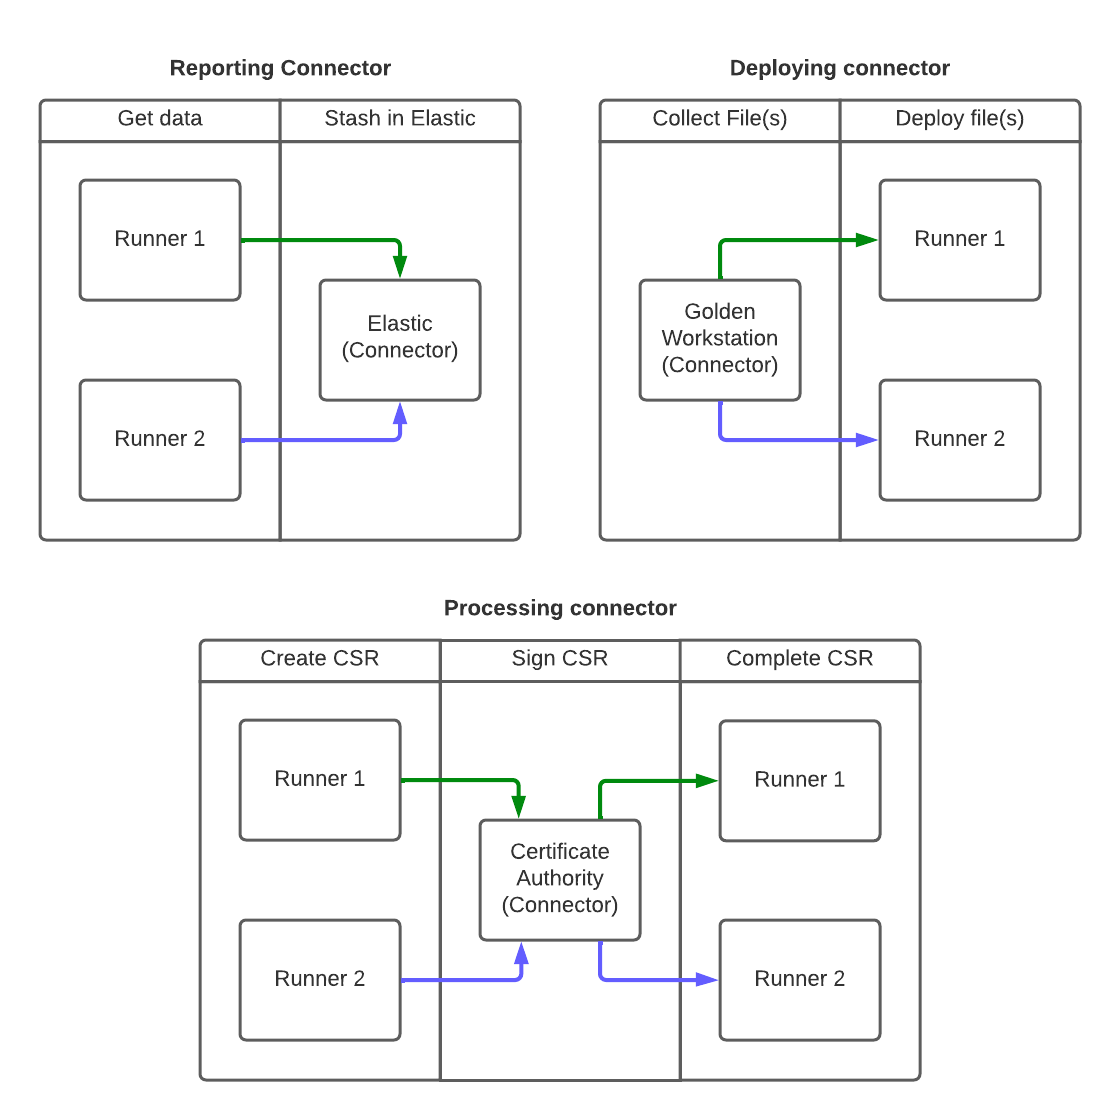 Reporting Connector
Get data
Stash in Elastic
Runner 1
Elastic
(Connector)
Runner 2
Deploying connector
Collect File(s)
Deploy file(s)
Golden
Workstation
(Connector)
Runner 1
Runner 2
Processing connector
Create CSR
Sign CSR
Complete CSR
Runner 1
Runner 2
Certificate
Authority
(Connector)
Runner 1
Runner 2